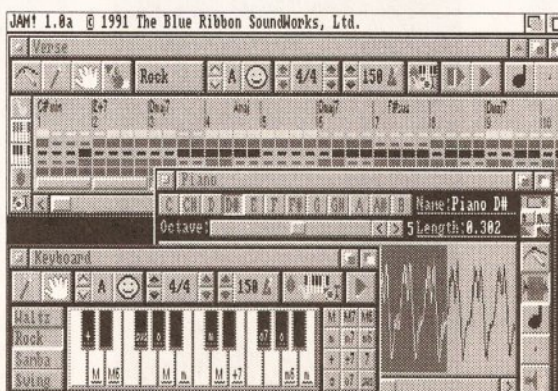 JAM! 1.0a © 1991 The Blue Ribbon SoundWorks, Ltd.
Verse
Rock A 4/4 150
C#min E+7 Dmaj7 Amaj Dmaj7 F#sus Dmaj7
1 2 3 4 5 6 7 8 9 10
Piano
C C# D D# E F F# G G# A A# B Name:Piano D#
Octave: 5 Length:0.302
Keyboard
A 4/4 150
Waltz
Rock
Samba
Swing
M M7 M6
m m7 m6
+ +7 7
M M6 M m M +7 m6 m